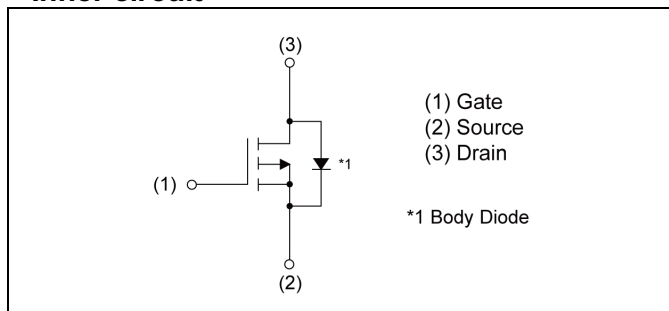 (3)
(1) Gate
(2) Source
(3) Drain
*1
(1)
*1 Body Diode
(2)